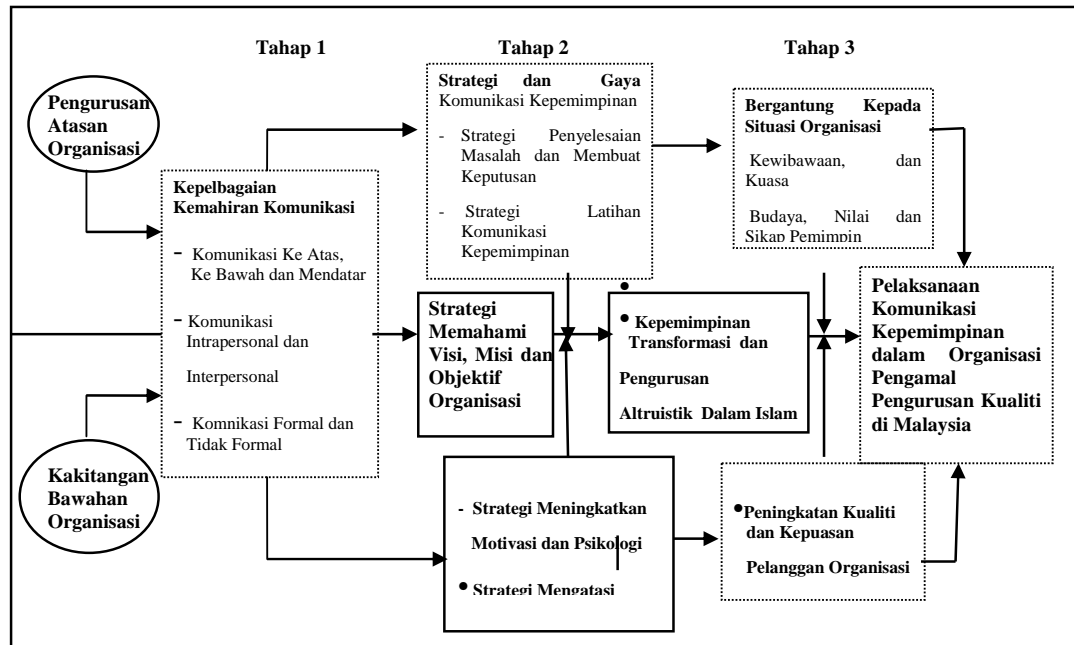 Tahap 1
Tahap 2
Tahap 3
Pengurusan
Atasan
Organisasi
Kakitangan
Bawahan
Organisasi
Kepelbagaian
Kemahiran Komunikasi
- Komunikasi Ke Atas,
Ke Bawah dan Mendatar
- Komunikasi
Intrapersonal dan
Interpersonal
- Komnikasi Formal dan
Tidak Formal
Strategi dan Gaya
Komunikasi Kepemimpinan
- Strategi Penyelesaian
Masalah dan Membuat
Keputusan
- Strategi Latihan
Komunikasi
Kepemimpinan
Strategi
Memahami
Visi, Misi dan
Objektif
Organisasi
- Strategi Meningkatkan
Motivasi dan Psikologi
• Strategi Mengatasi
Bergantung Kepada
Situasi Organisasi
Kewibawaan, dan
Kuasa
Budaya, Nilai dan
Sikap Pemimpin
•
• Kepemimpinan
Transformasi dan
Pengurusan
Altruistik Dalam Islam
• Peningkatan Kualiti
dan Kepuasan
Pelanggan Organisasi
Pelaksanaan
Komunikasi
Kepemimpinan
dalam Organisasi
Pengamal
Pengurusan Kualiti
di Malaysia